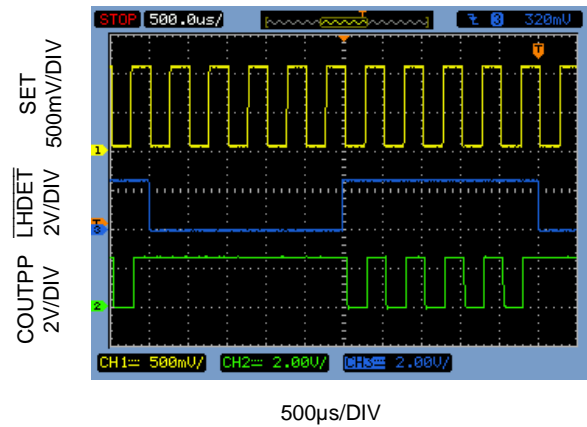 STOP 500.0us/ T 3 320mV
SET
500mV/DIV
LHDET
2V/DIV
COUTPP
2V/DIV
T
1
T
3
2
CH1 500mV/ CH2 2.00V/ CH3 2.00V/
500µs/DIV